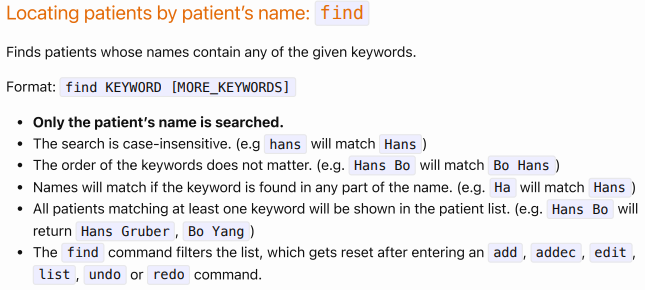 Locating patients by patient's name: find
Finds patients whose names contain any of the given keywords.
Format: find KEYWORD [MORE_KEYWORDS]
• Only the patient's name is searched.
• The search is case-insensitive. (e.g hans will match Hans )
• The order of the keywords does not matter. (e.g. Hans Bo will match Bo Hans )
• Names will match if the keyword is found in any part of the name. (e.g. Ha will match Hans )
• All patients matching at least one keyword will be shown in the patient list. (e.g. Hans Bo will
return Hans Gruber , Bo Yang )
• The find command filters the list, which gets reset after entering an add , addec , edit ,
list , undo or redo command.